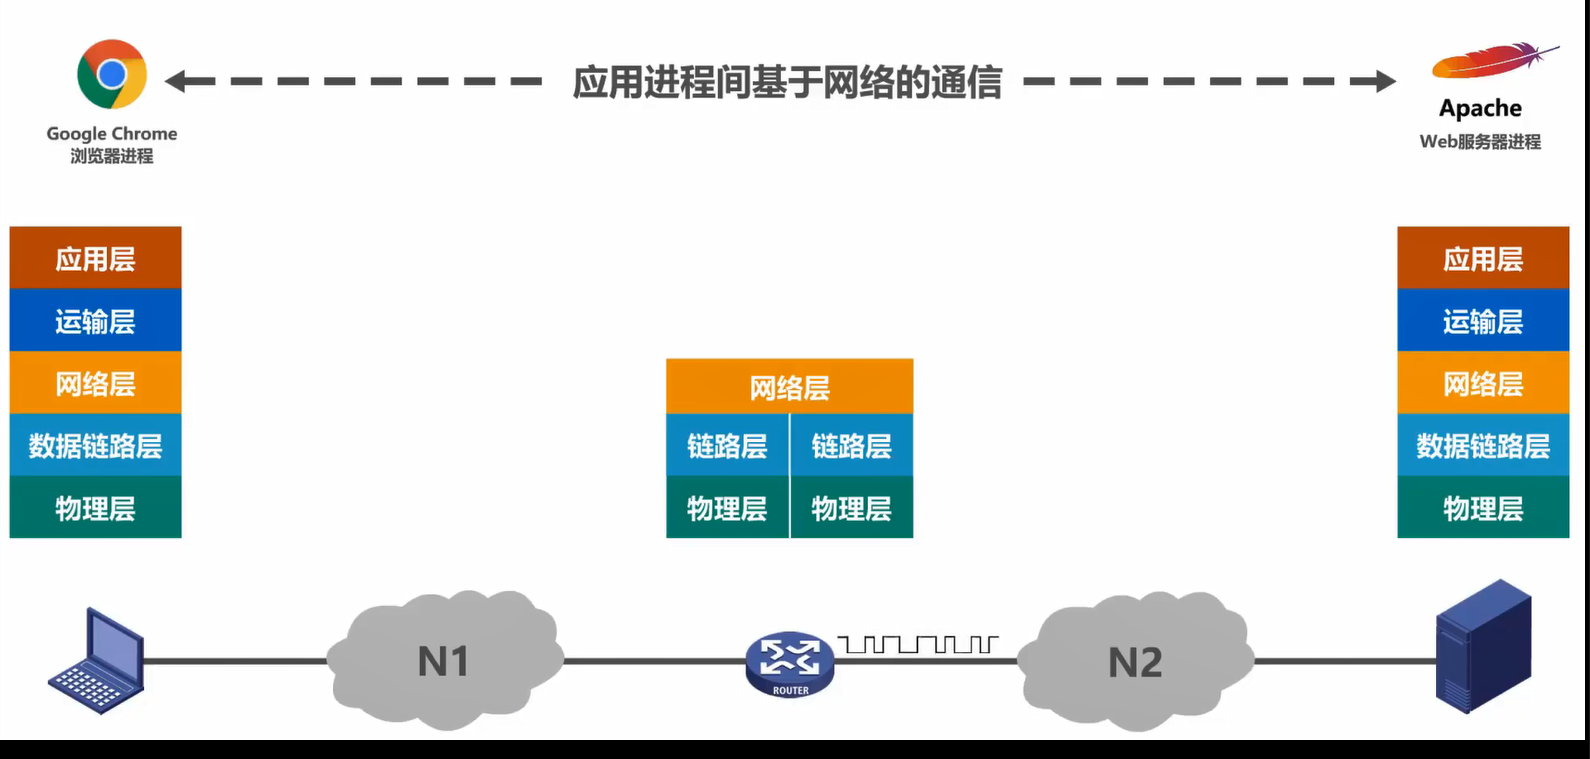 应用进程间基于网络的通信
Google Chrome
浏览器进程
Apache
Web服务器进程
应用层
运输层
网络层
数据链路层
物理层
网络层
链路层 链路层
物理层 物理层
应用层
运输层
网络层
数据链路层
物理层
N1
ROUTER
N2